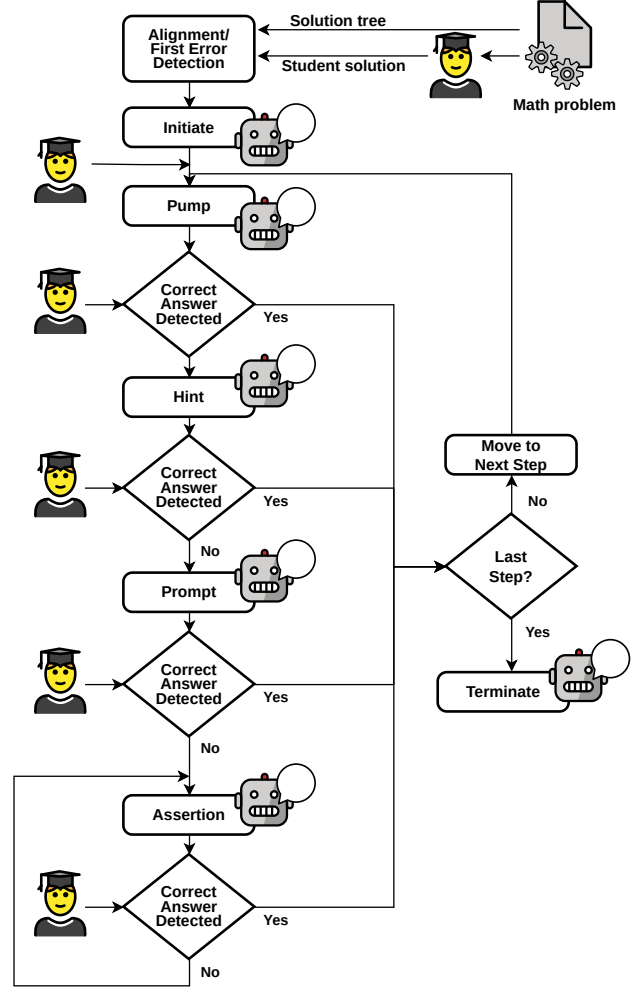 Solution tree
Alignment/
First Error
Detection
Student solution
Math problem
Initiate
Pump
Correct
Answer
Detected
Yes
Hint
Correct
Answer
Detected
Yes
No
Move to
Next Step
No
Last
Step?
Yes
Terminate
Prompt
Correct
Answer
Detected
Yes
No
Assertion
Correct
Answer
Detected
Yes
No